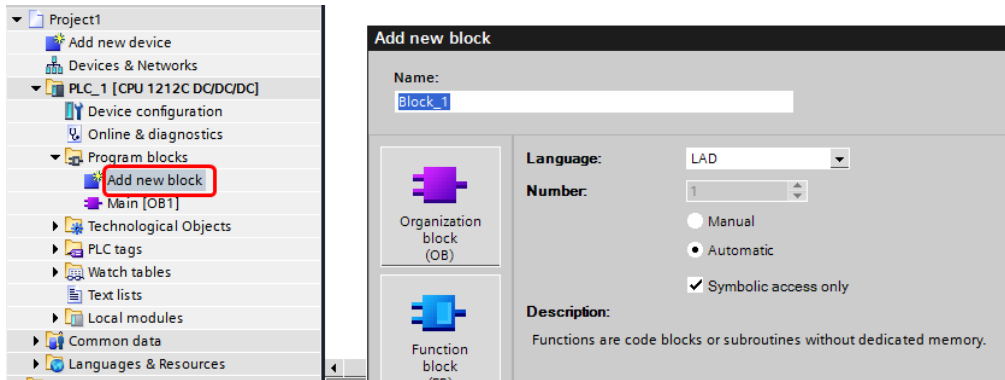 Project1
Add new device
Devices & Networks
PLC_1 [CPU 1212C DC/DC/DC]
Device configuration
Online & diagnostics
Program blocks
Add new block
Main [OB1]
Technological Objects
PLC tags
Watch tables
Text lists
Local modules
Common data
Languages & Resources
Add new block
Name:
Block_1
Organization
block
(OB)
Function
block
(FB)
Language:
LAD
Number:
1
Manual
Automatic
Symbolic access only
Description:
Functions are code blocks or subroutines without dedicated memory.